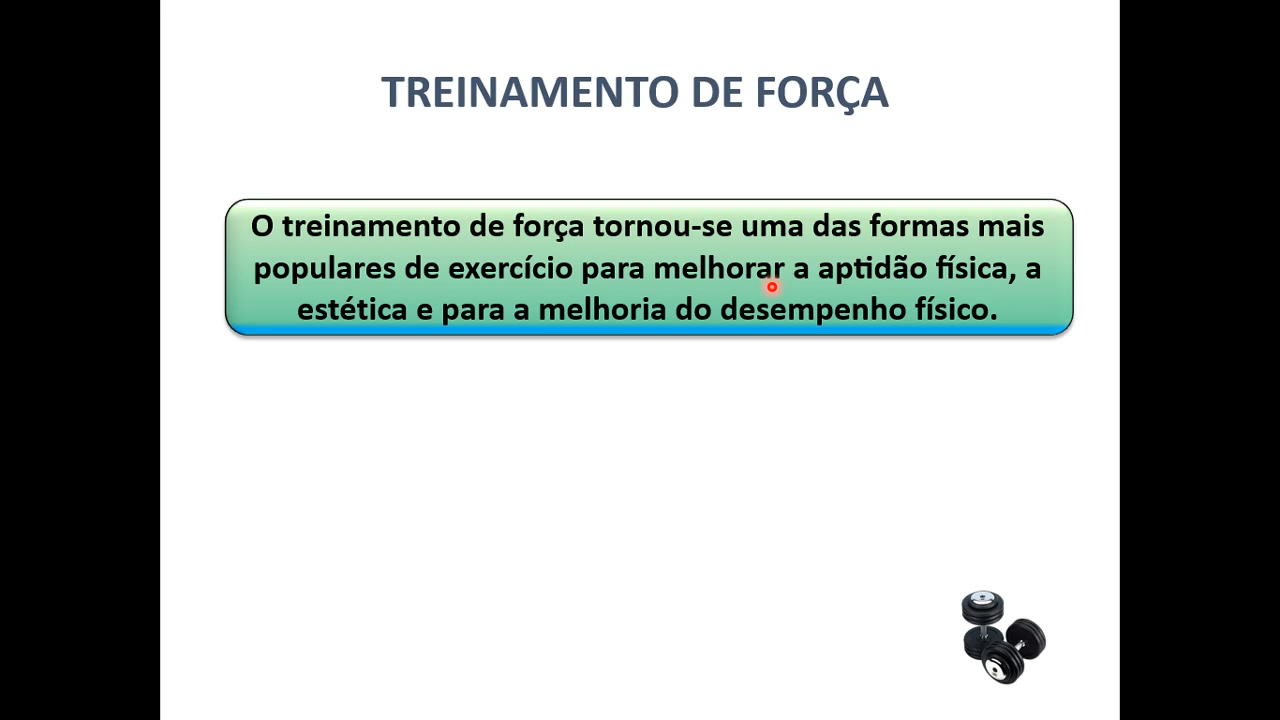 TREINAMENTO DE FORÇA
O treinamento de força tornou-se uma das formas mais
populares de exercício para melhorar a aptidão física, a
estética e para a melhoria do desempenho físico.